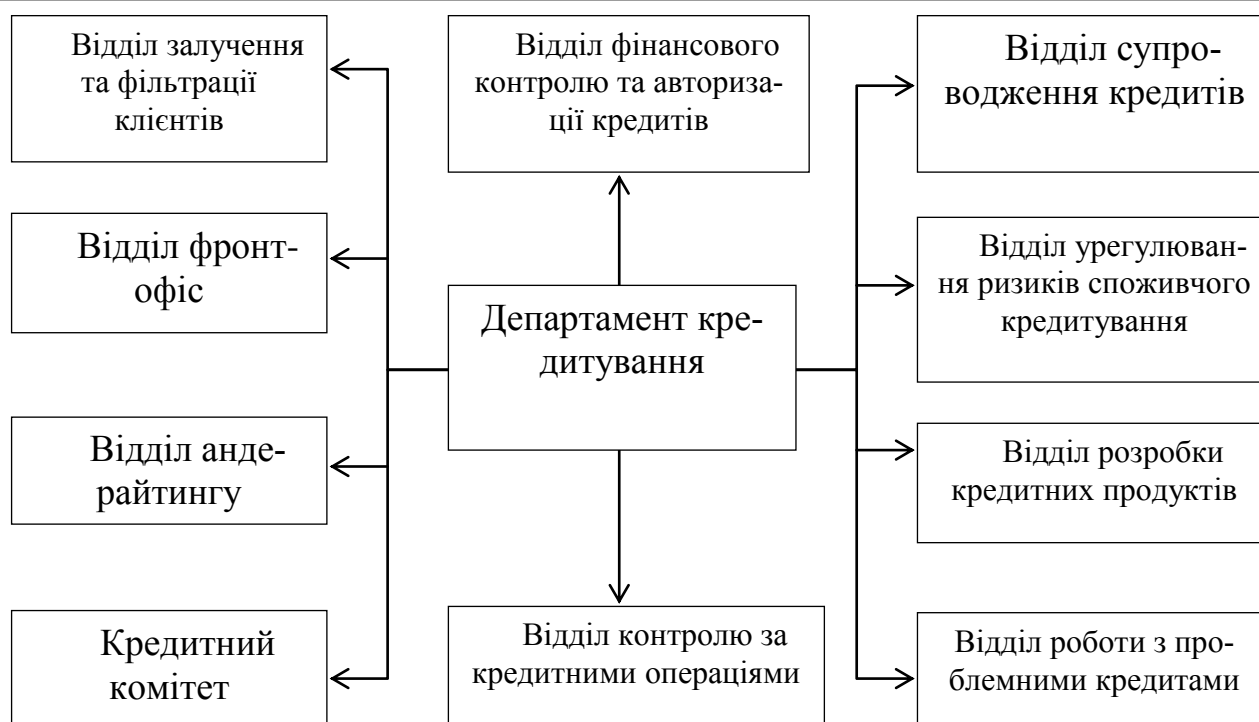 Відділ залучення
та фільтрації
клієнтів
Відділ фінансового
контролю та авториза-
ції кредитів
Відділ супро-
водження кредитів
Відділ фронт-
офіс
Відділ урегулюван-
ня ризиків споживчого
кредитування
Департамент кре-
дитування
Відділ анде-
райтингу
Відділ розробки
кредитних продуктів
Кредитний
комітет
Відділ контролю за
кредитними операціями
Відділ роботи з про-
блемними кредитами